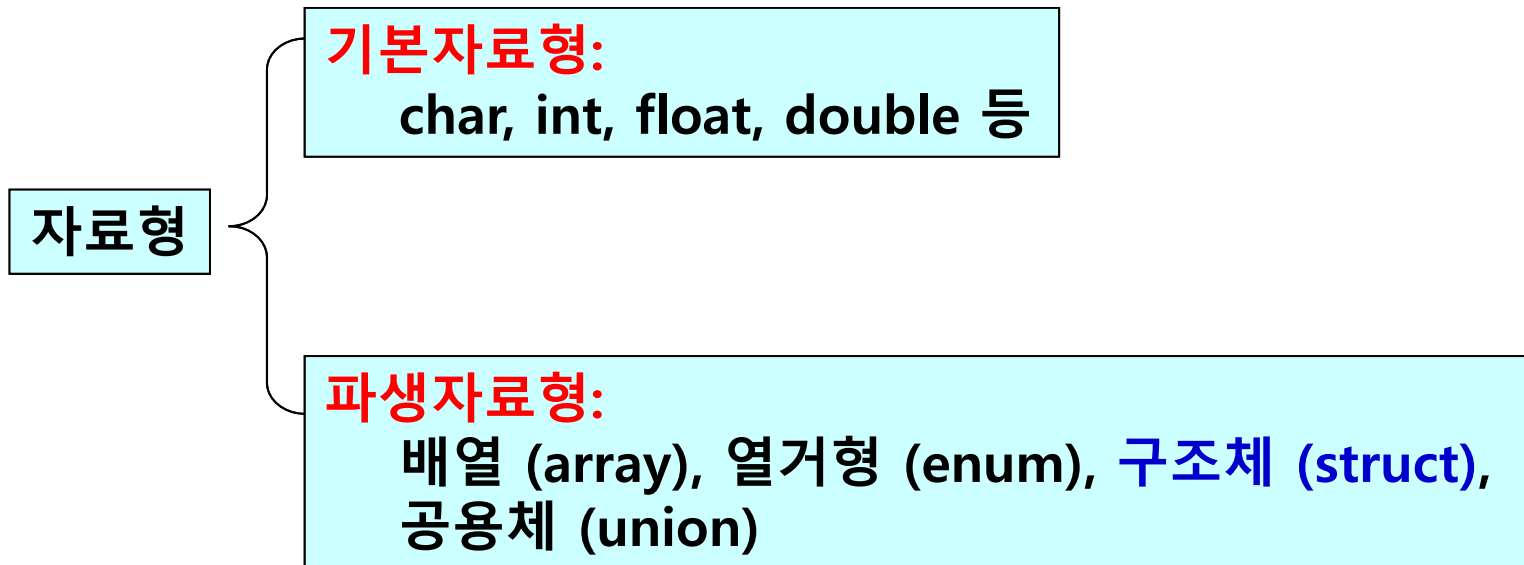 기본자료형:
char, int, float, double 등
자료형
파생자료형:
배열 (array), 열거형 (enum), 구조체 (struct),
공용체 (union)